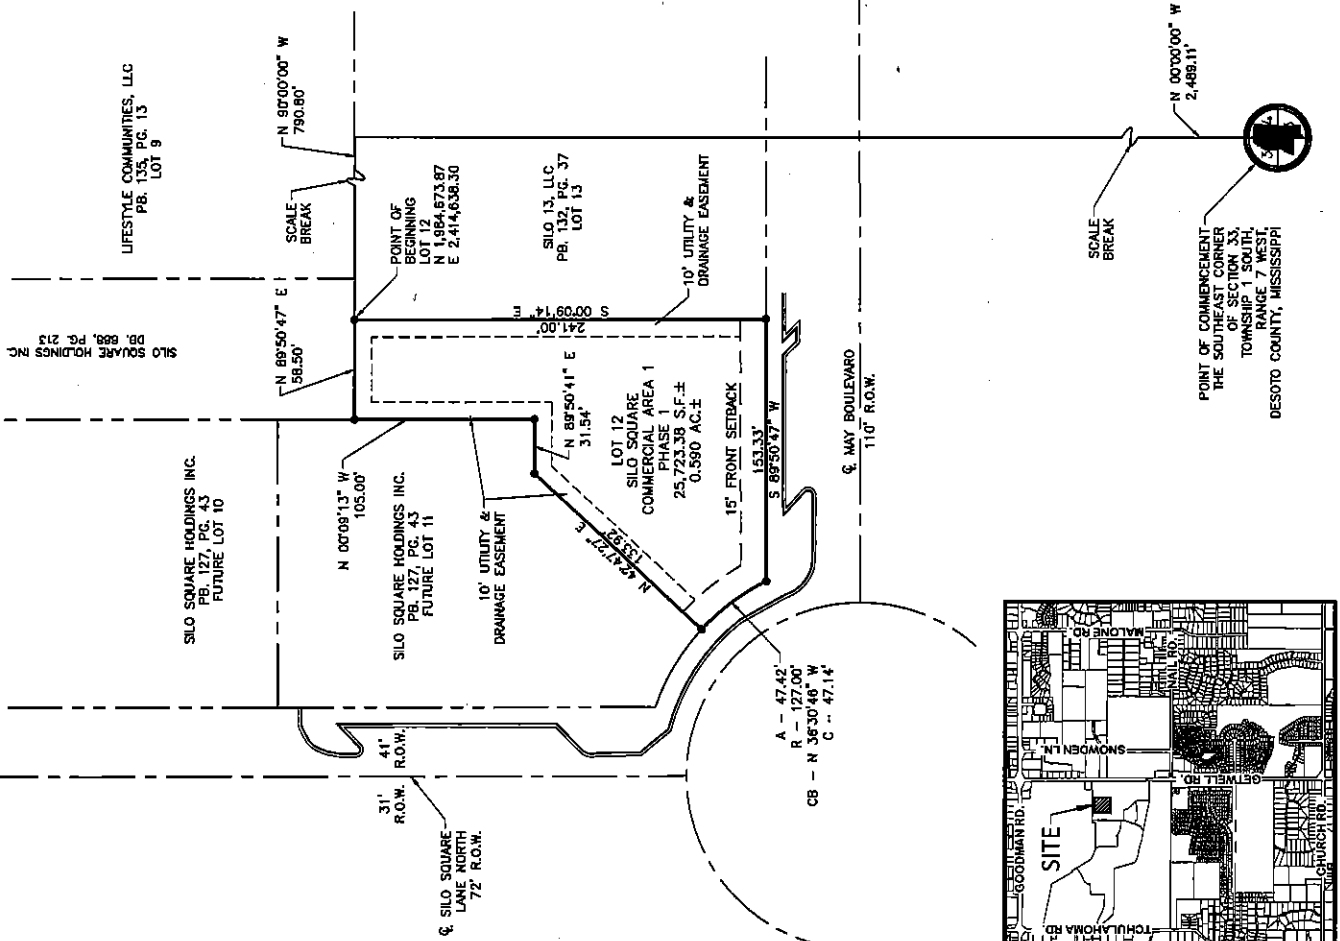 LIFESTYLE COMMUNITIES, LLC
PB. 135, PG. 13
LOT 9
N 90°00'00" W
790.80'
SCALE
BREAK
SILO SQUARE HOLDINGS INC.
DB. 688, PG. 213
N 89°50'47" E
58.50'
POINT OF
BEGINNING
LOT 12
N 1,984,673.87
E 2,414,638.30
SILO 13, LLC
PB. 132, PG. 37
LOT 13
10' UTILITY &
DRAINAGE EASEMENT
S 00°09'14" E
241.00'
SILO SQUARE HOLDINGS INC.
PB. 127, PG. 43
FUTURE LOT 10
N 00°09'13" W
105.00'
SILO SQUARE HOLDINGS INC.
PB. 127, PG. 43
FUTURE LOT 11
10' UTILITY &
DRAINAGE EASEMENT
N 89°50'41" E
31.54'
LOT 12
SILO SQUARE
COMMERCIAL AREA 1
PHASE 1
25,723.38 S.F.±
0.590 AC.±
N 42°47'27" E
133.92'
15' FRONT SETBACK
153.33'
S 89°50'47" W
℄ MAY BOULEVARD
110' R.O.W.
A - 47.42'
R - 127.00'
CB - N 36°30'46" W
C - 47.14'
31'
R.O.W.
41'
R.O.W.
℄ SILO SQUARE
LANE NORTH
72' R.O.W.
N 00°00'00" W
2,489.11'
SCALE
BREAK
POINT OF COMMENCEMENT
THE SOUTHEAST CORNER
OF SECTION 33,
TOWNSHIP 1 SOUTH,
RANGE 7 WEST,
DESOTO COUNTY, MISSISSIPPI
GOODMAN RD.
SITE
TCHULAHOMA RD.
MALONE RD.
NAIL RD.
SNOWDEN LN.
GETWELL RD.
CHURCH RD.